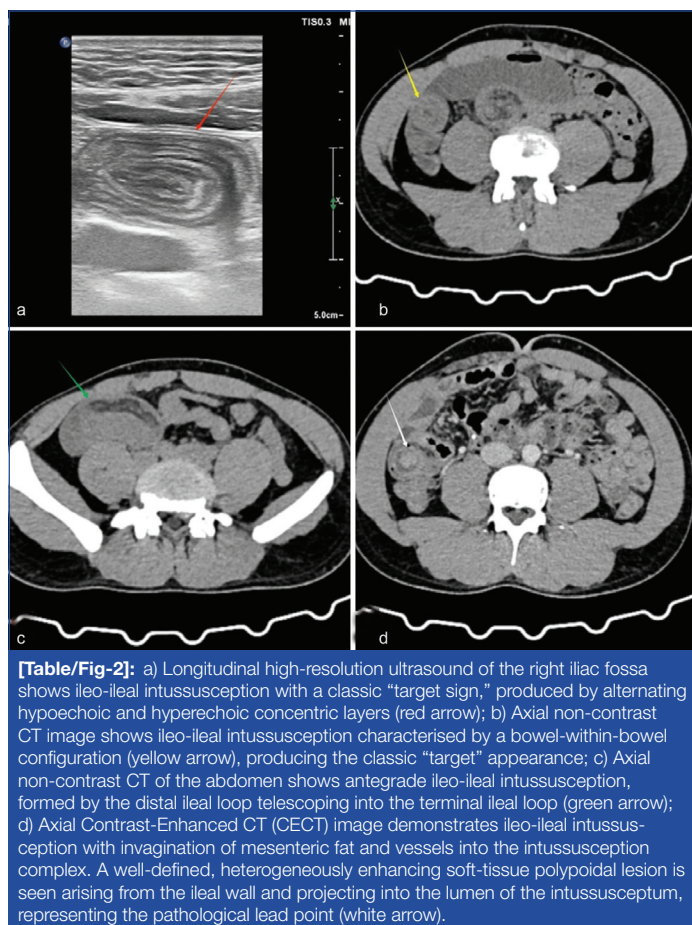 TIS0.3 MI
x
5.0cm
a
b
c
d
[Table/Fig-2]: a) Longitudinal high-resolution ultrasound of the right iliac fossa
shows ileo-ileal intussusception with a classic “target sign,” produced by alternating
hypoechoic and hyperechoic concentric layers (red arrow); b) Axial non-contrast
CT image shows ileo-ileal intussusception characterised by a bowel-within-bowel
configuration (yellow arrow), producing the classic “target” appearance; c) Axial
non-contrast CT of the abdomen shows antegrade ileo-ileal intussusception,
formed by the distal ileal loop telescoping into the terminal ileal loop (green arrow);
d) Axial Contrast-Enhanced CT (CECT) image demonstrates ileo-ileal intussus-
ception with invagination of mesenteric fat and vessels into the intussusception
complex. A well-defined, heterogeneously enhancing soft-tissue polypoidal lesion is
seen arising from the ileal wall and projecting into the lumen of the intussusceptum,
representing the pathological lead point (white arrow).